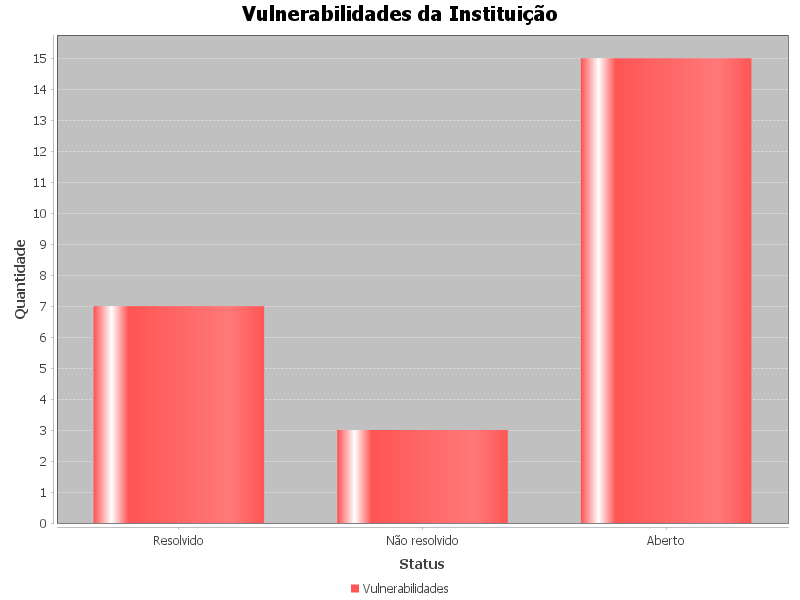 Vulnerabilidades da Instituição
Quantidade
15
14
13
12
11
10
9
8
7
6
5
4
3
2
1
0
Resolvido
Não resolvido
Aberto
Status
Vulnerabilidades